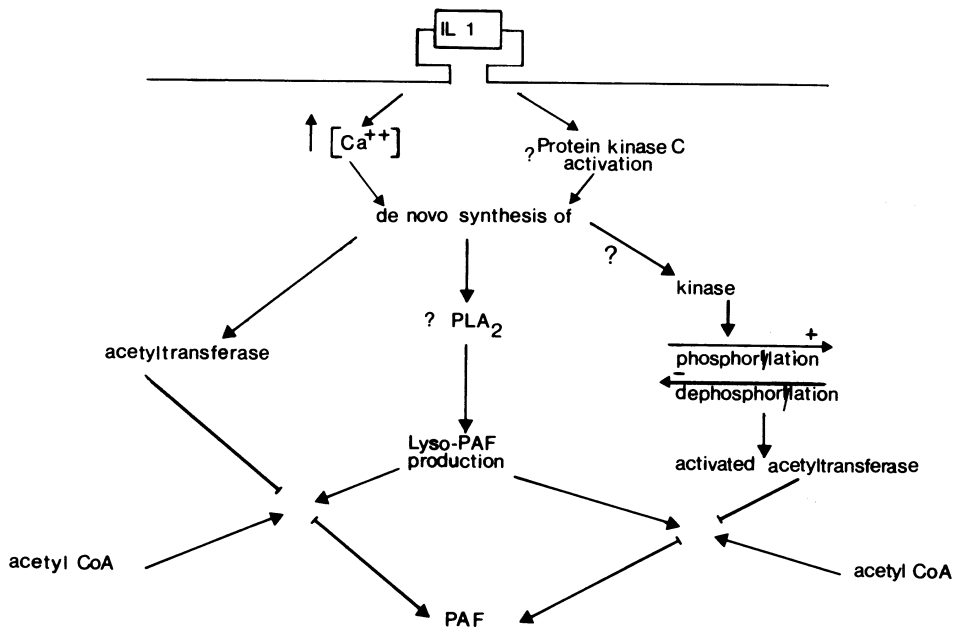 IL 1
↑ [Ca++]
? Protein kinase C
activation
de novo synthesis of
?
kinase
? PLA2
+
acetyltransferase
phosphorylation
−
dephosphorylation
Lyso-PAF
production
activated acetyltransferase
acetyl CoA
acetyl CoA
PAF